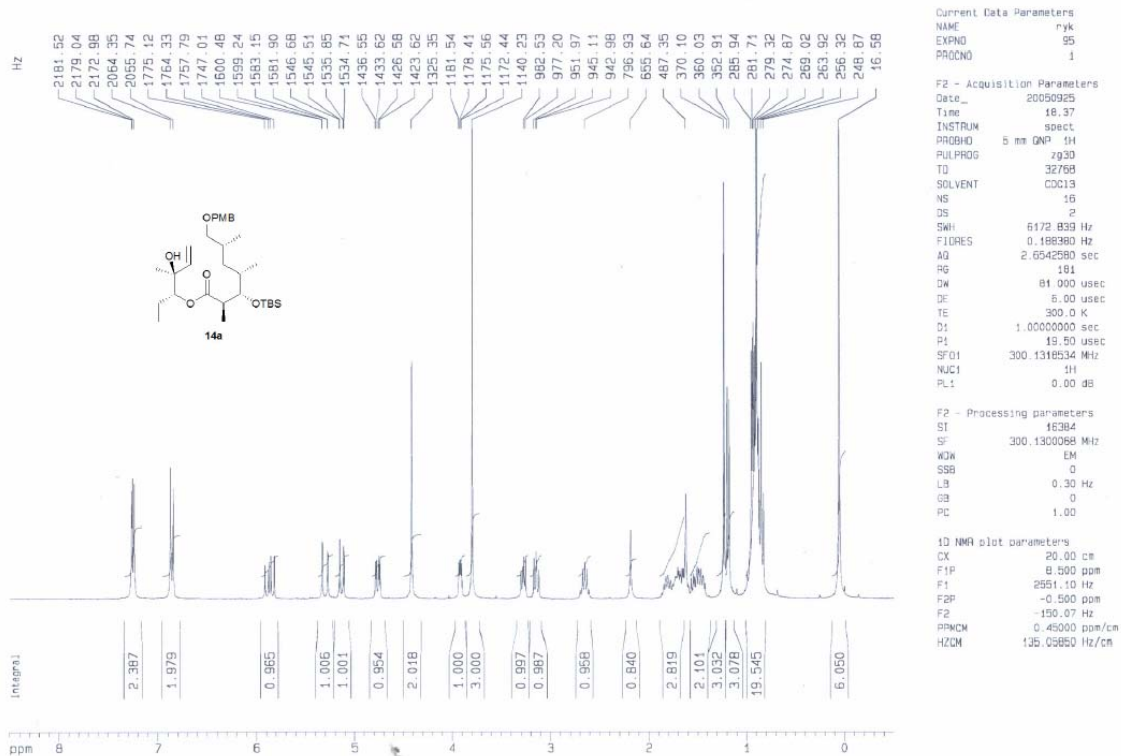 Hz
2181.52
2179.04
2172.98
2064.35
2055.74
1775.12
1764.33
1757.79
1747.01
1600.48
1599.24
1583.15
1581.90
1546.68
1545.51
1535.85
1534.71
1436.55
1433.62
1426.58
1423.62
1325.35
1181.54
1178.41
1175.56
1172.44
1140.23
982.53
977.20
951.97
945.11
942.98
796.93
655.64
487.35
370.10
360.03
352.91
285.94
281.71
279.32
274.87
269.02
263.92
256.32
248.87
16.58
OPMB
OH
O
O
OTBS
14a
Integral
2.387
1.979
0.965
1.006
1.001
0.954
2.018
1.000
3.000
0.997
0.987
0.958
0.840
2.819
2.101
3.032
3.078
19.545
6.050
ppm 8 7 6 5 4 3 2 1 0
Current Data Parameters
NAME ryk
EXPNO 95
PROCNO 1
F2 - Acquisition Parameters
Date_ 20050925
Time 18.37
INSTRUM spect
PROBHD 5 mm QNP 1H
PULPROG zg30
TD 32768
SOLVENT CDCl3
NS 16
DS 2
SWH 6172.839 Hz
FIDRES 0.188380 Hz
AQ 2.6542580 sec
RG 181
DW 81.000 usec
DE 6.00 usec
TE 300.0 K
D1 1.00000000 sec
P1 19.50 usec
SFO1 300.1318534 MHz
NUC1 1H
PL1 0.00 dB
F2 - Processing parameters
SI 16384
SF 300.1300068 MHz
WDW EM
SSB 0
LB 0.30 Hz
GB 0
PC 1.00
1D NMR plot parameters
CX 20.00 cm
F1P 8.500 ppm
F1 2551.10 Hz
F2P -0.500 ppm
F2 -150.07 Hz
PPMCM 0.45000 ppm/cm
HZCM 135.05850 Hz/cm